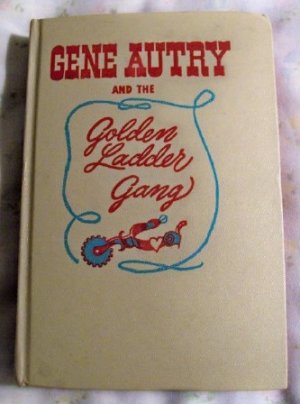 GENE AUTRY
AND THE
Golden
Ladder
Gang